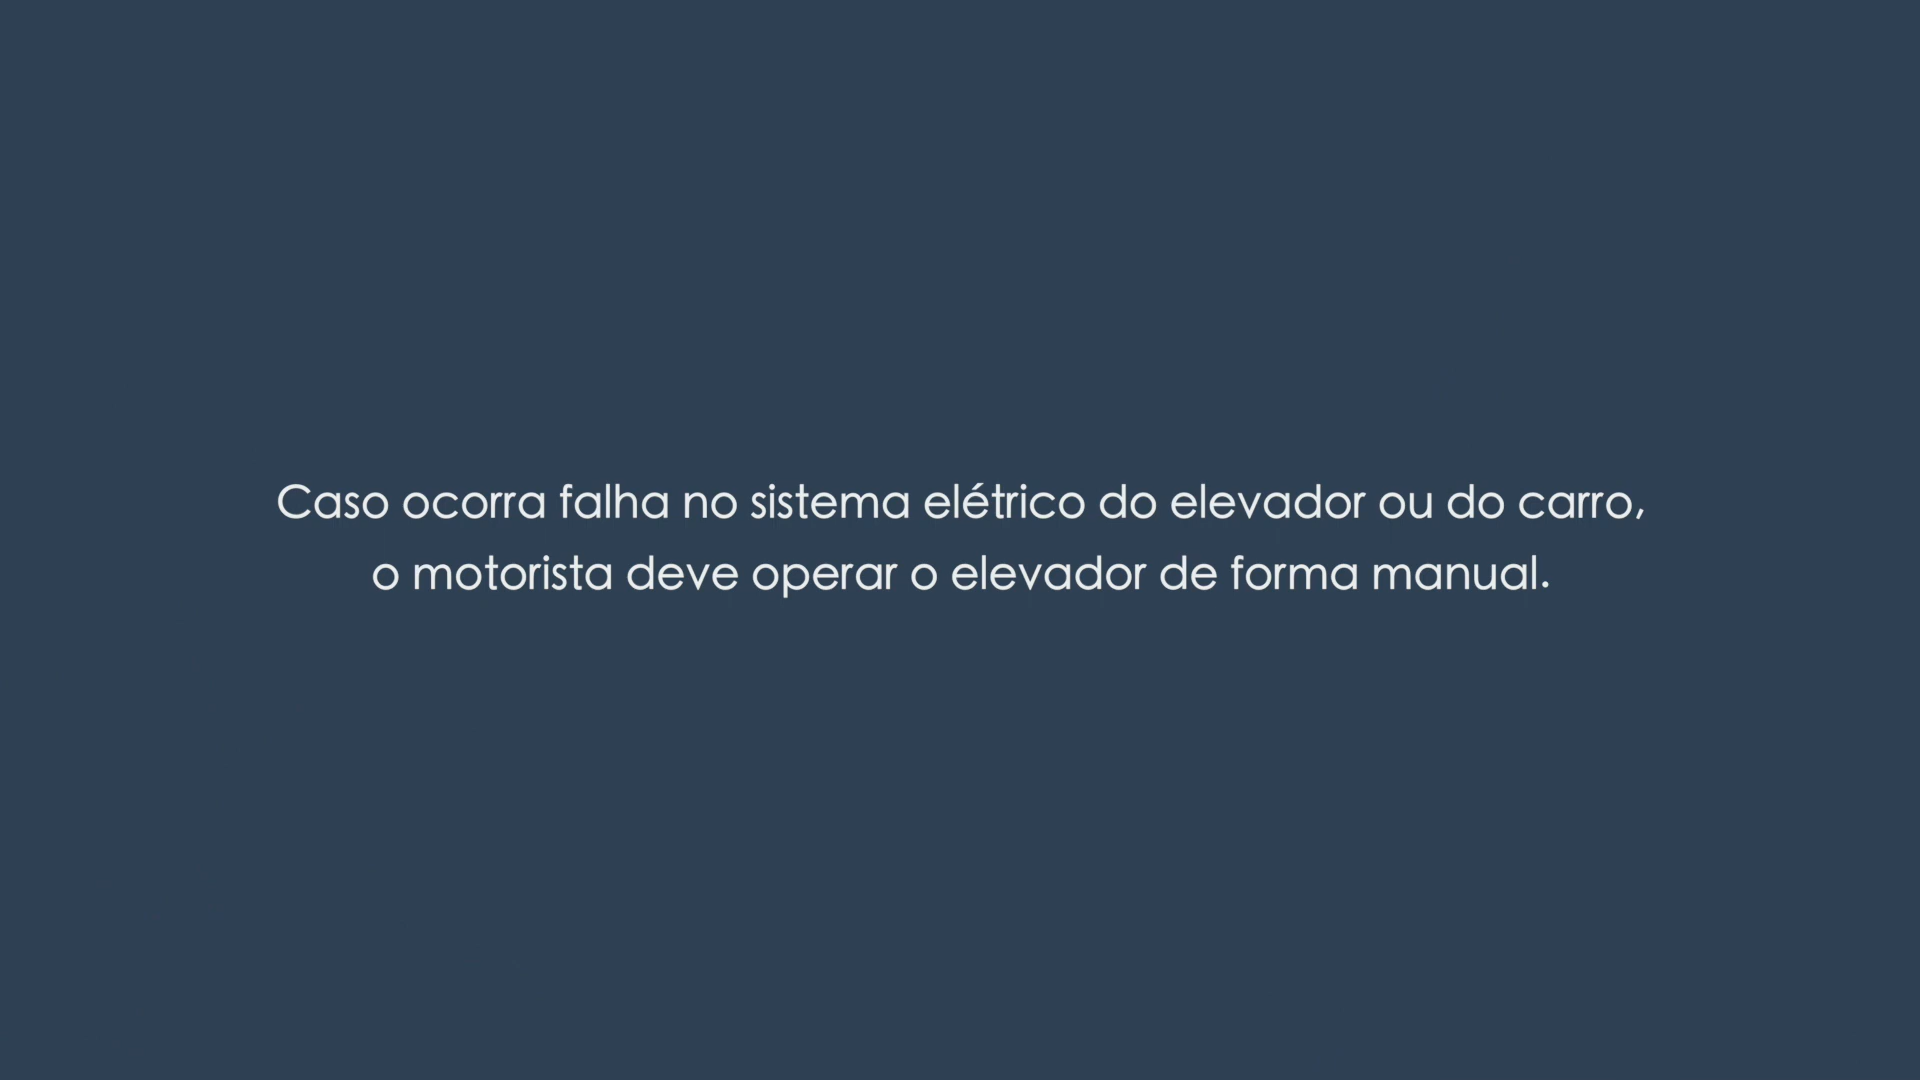 Caso ocorra falha no sistema elétrico do elevador ou do carro,
o motorista deve operar o elevador de forma manual.